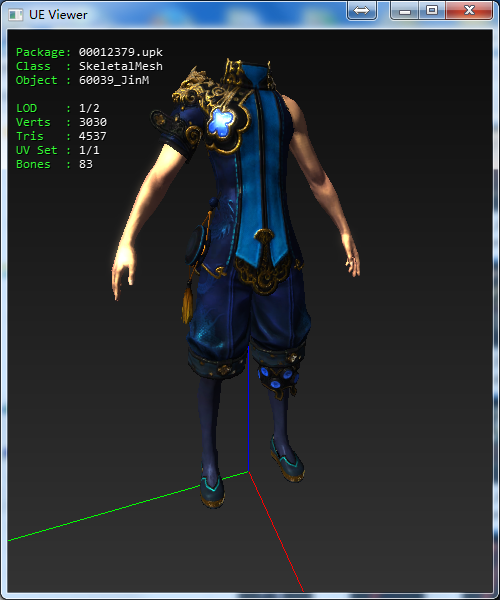 UE Viewer
Package: 00012379.upk
Class : SkeletalMesh
Object : 60039_JinM
LOD : 1/2
Verts : 3030
Tris : 4537
UV Set : 1/1
Bones : 83